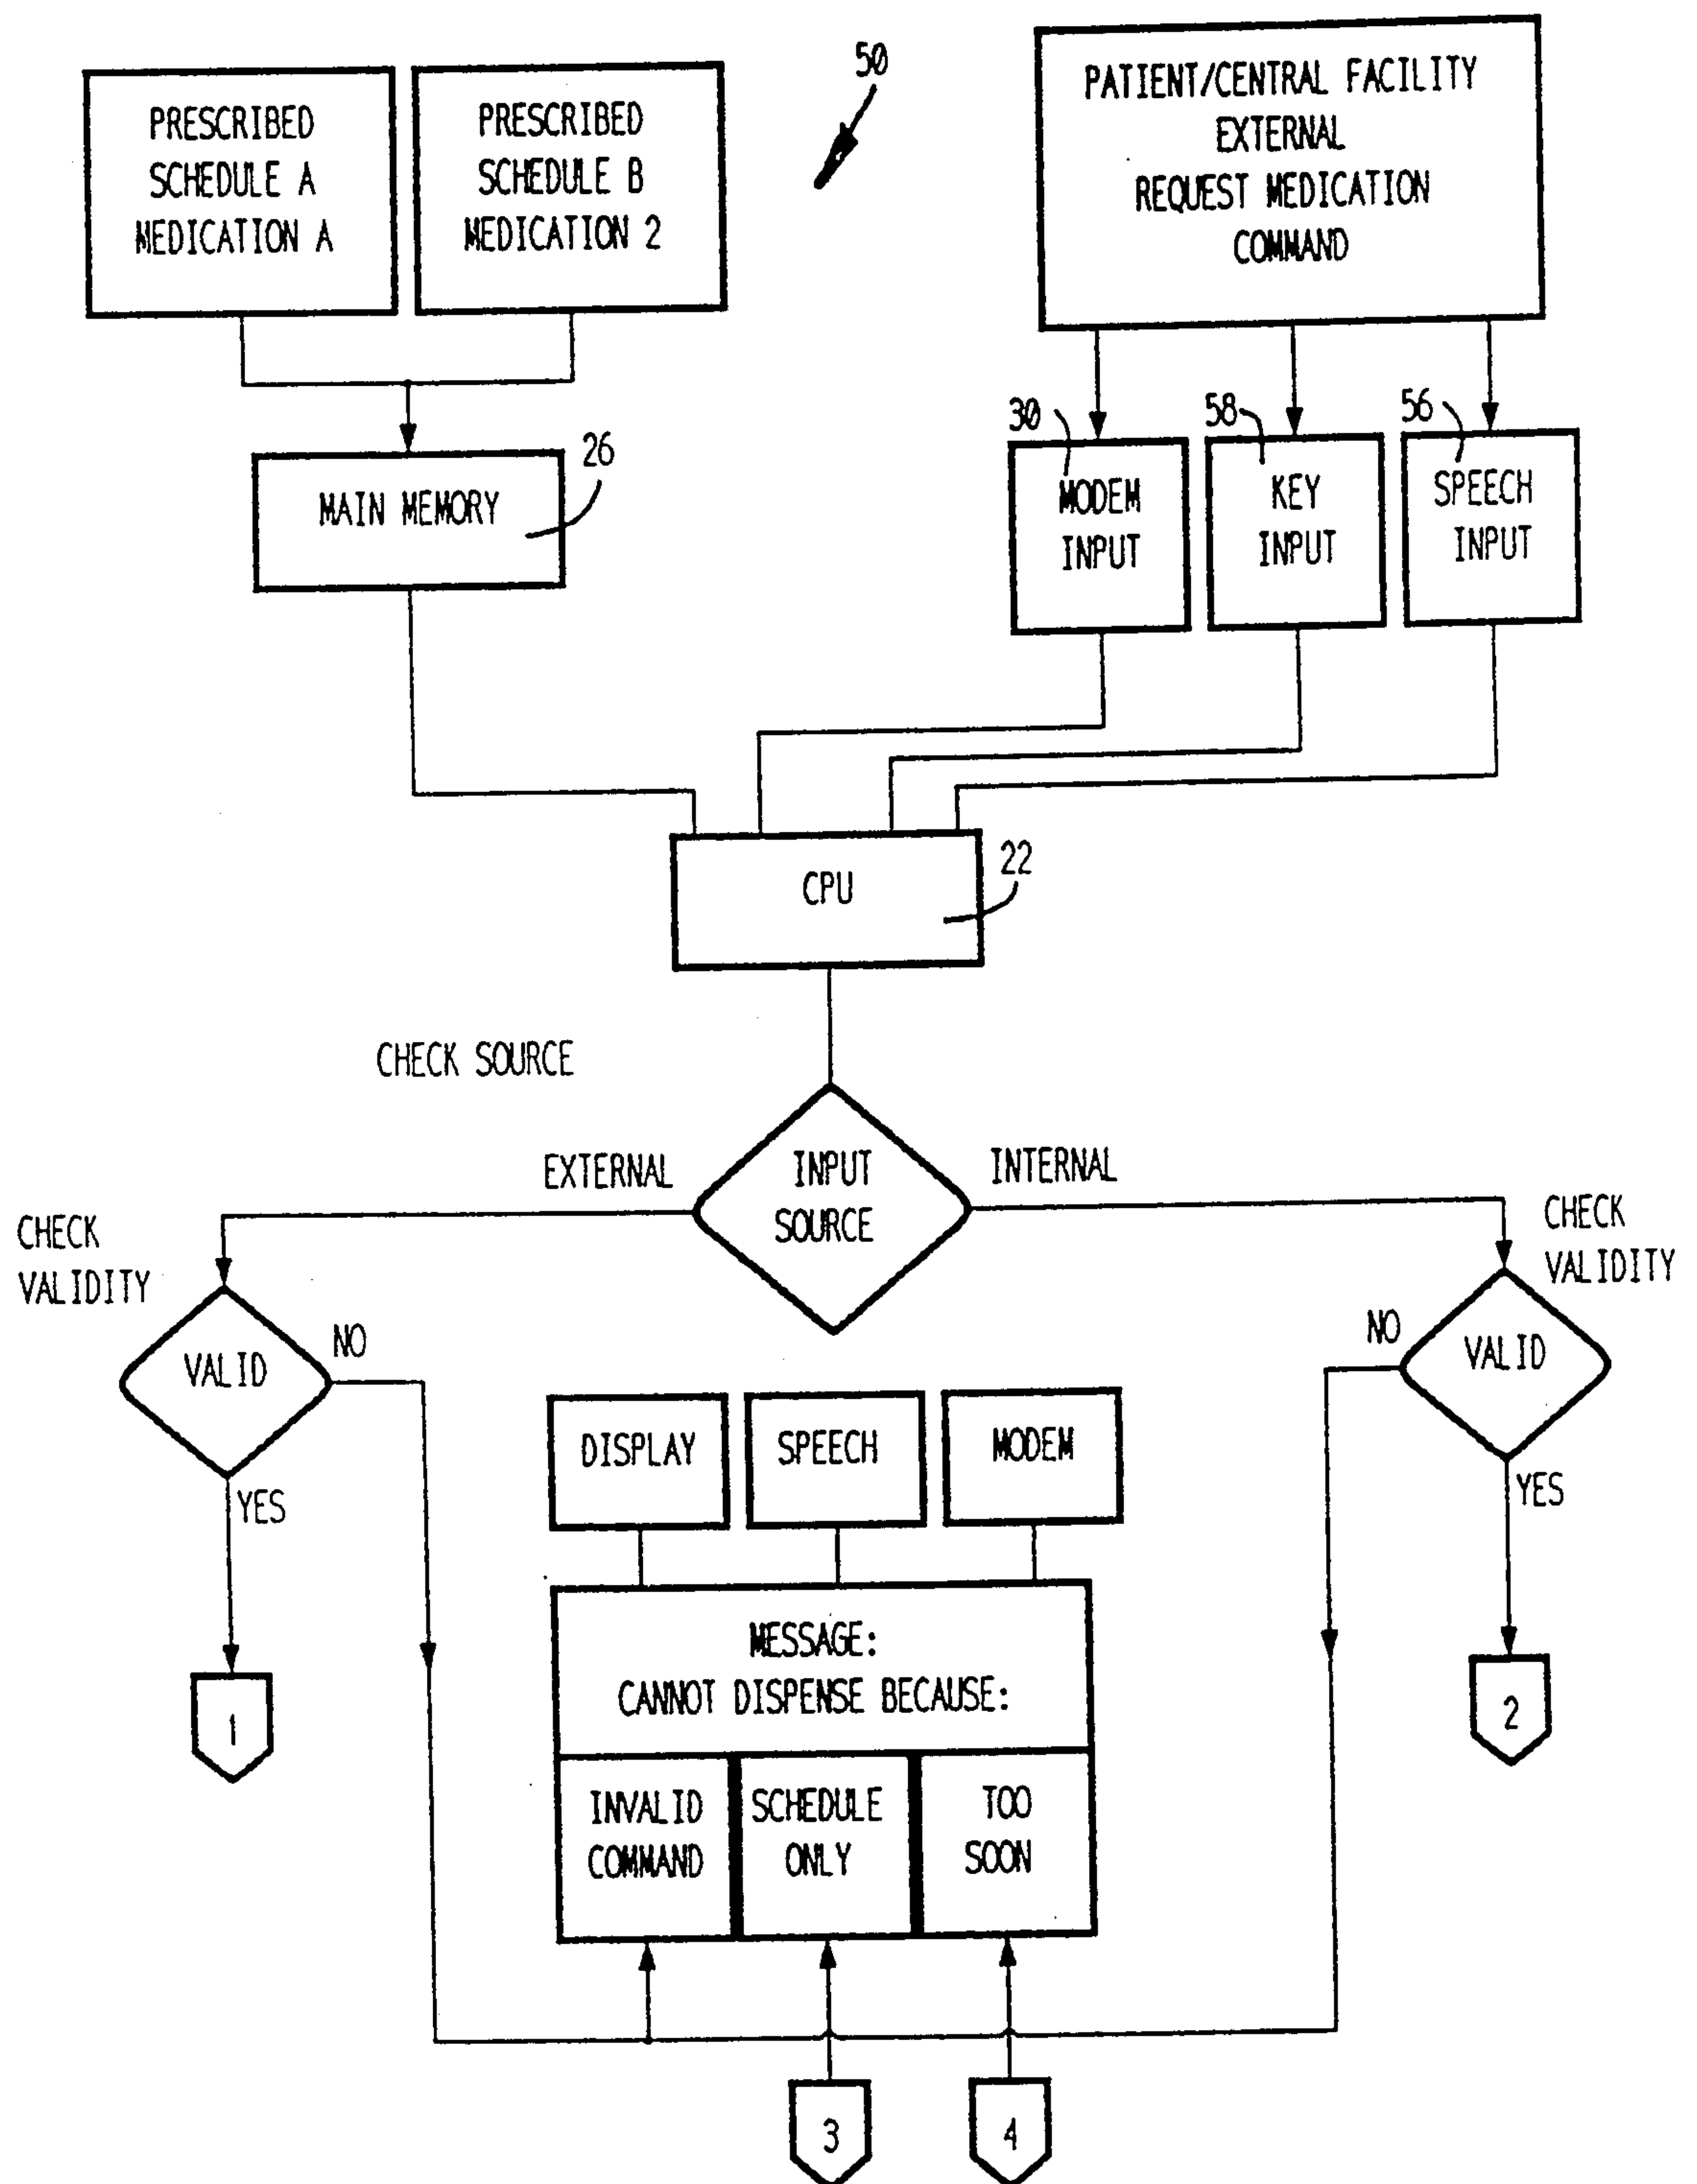 PRESCRIBED
SCHEDULE A
MEDICATION A
PRESCRIBED
SCHEDULE B
MEDICATION 2
50
PATIENT/CENTRAL FACILITY
EXTERNAL
REQUEST MEDICATION
COMMAND
MAIN MEMORY
26
30
MODEM
INPUT
58
KEY
INPUT
56
SPEECH
INPUT
CPU
22
CHECK SOURCE
EXTERNAL
INPUT
SOURCE
INTERNAL
CHECK
VALIDITY
VALID
NO
YES
CHECK
VALIDITY
NO
VALID
YES
DISPLAY
SPEECH
MODEM
MESSAGE:
CANNOT DISPENSE BECAUSE:
INVALID
COMMAND
SCHEDULE
ONLY
TOO
SOON
1
2
3
4